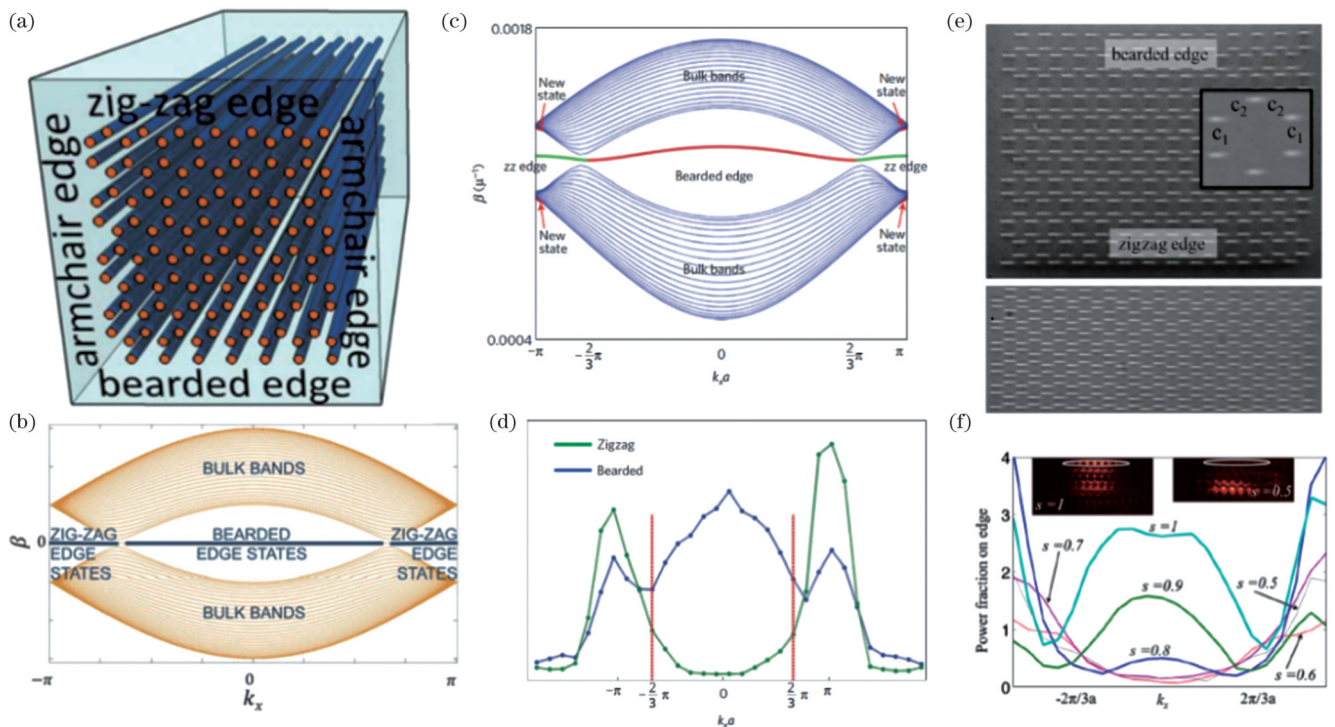 (a)
zig-zag edge
armchair edge
armchair edge
bearded edge
(b)
BULK BANDS
ZIG-ZAG
EDGE
STATES
BEARDED
EDGE STATES
ZIG-ZAG
EDGE
STATES
BULK BANDS
β
0
−π
0
π
k_x
(c)
0.0018
New
state
Bulk bands
New
state
zz edge
Bearded edge
zz edge
β (μ⁻¹)
New
state
Bulk bands
New
state
0.0004
−π
−2/3 π
0
2/3 π
π
k_xa
(d)
Zigzag
Bearded
−π
−2/3 π
0
2/3 π
π
k_xa
(e)
bearded edge
c₂ c₂
c₁ c₁
zigzag edge
(f)
4
3
2
1
0
Power fraction on edge
s=1
s=0.5
s=1
s=0.7
s=0.9
s=0.5
s=0.8
s=0.6
-2π/3a
k_x
2π/3a